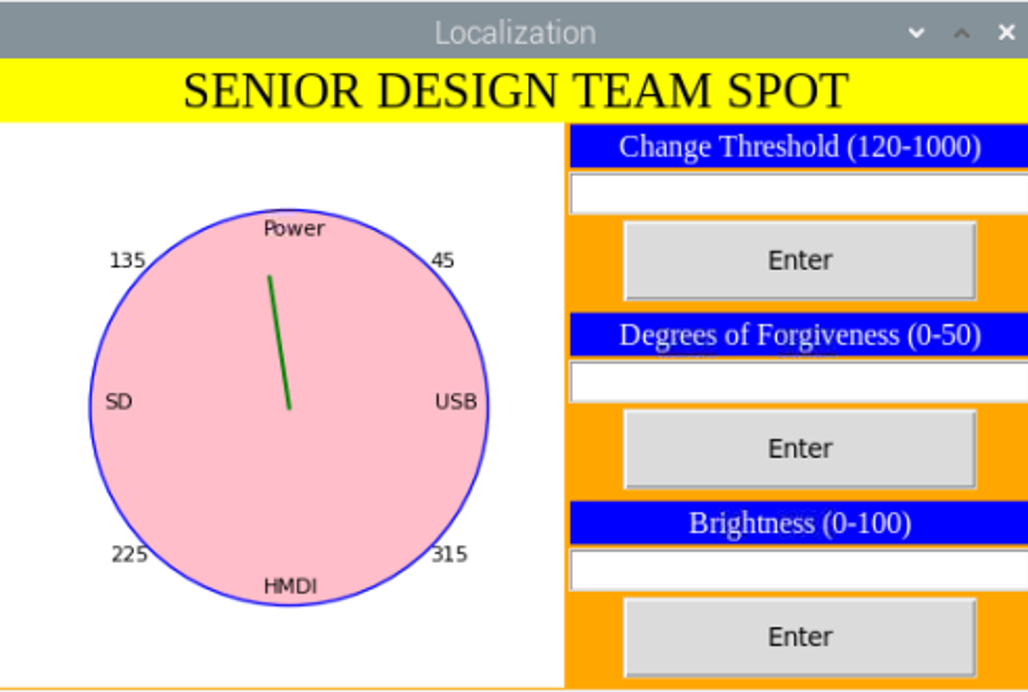 Localization
SENIOR DESIGN TEAM SPOT
Power
135
45
SD
USB
225
315
HMDI
Change Threshold (120-1000)
Enter
Degrees of Forgiveness (0-50)
Enter
Brightness (0-100)
Enter